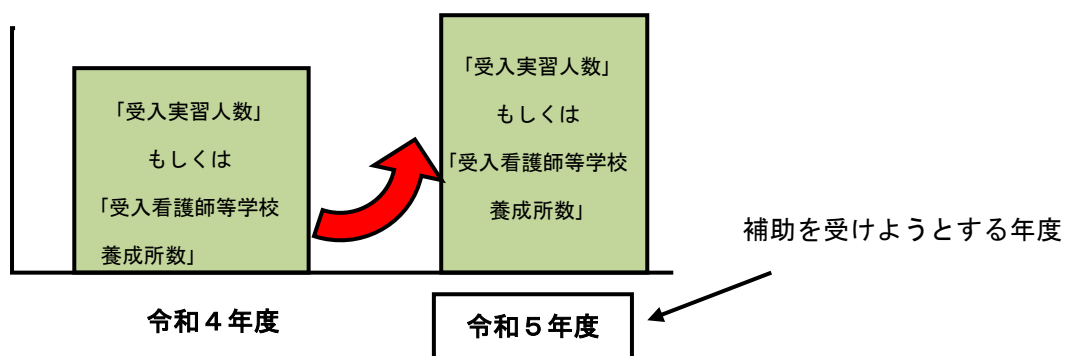 「受入実習人数」
もしくは
「受入看護師等学校
養成所数」
「受入実習人数」
もしくは
「受入看護師等学校
養成所数」
補助を受けようとする年度
令和４年度
令和５年度